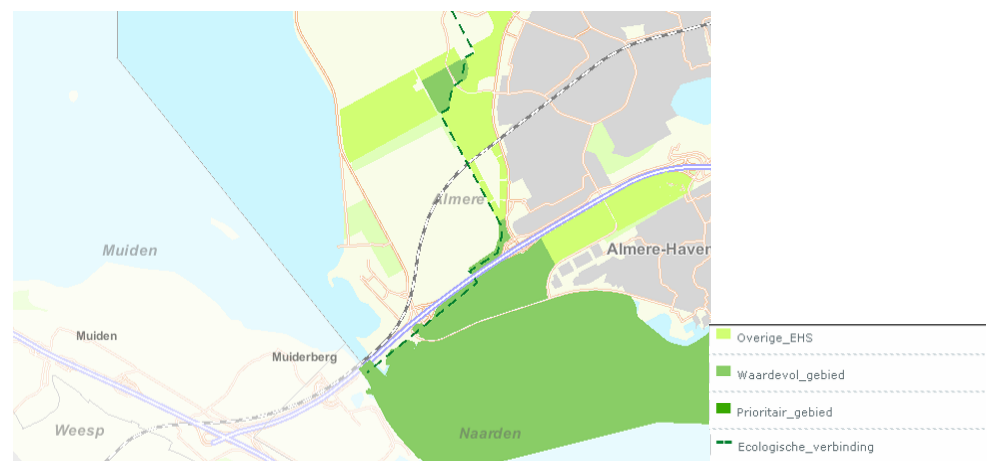 Almere
Muiden
Almere-Haven
Muiden
Muiderberg
Weesp
Naarden
Overige_EHS
Waardevol_gebied
Prioritair_gebied
Ecologische_verbinding